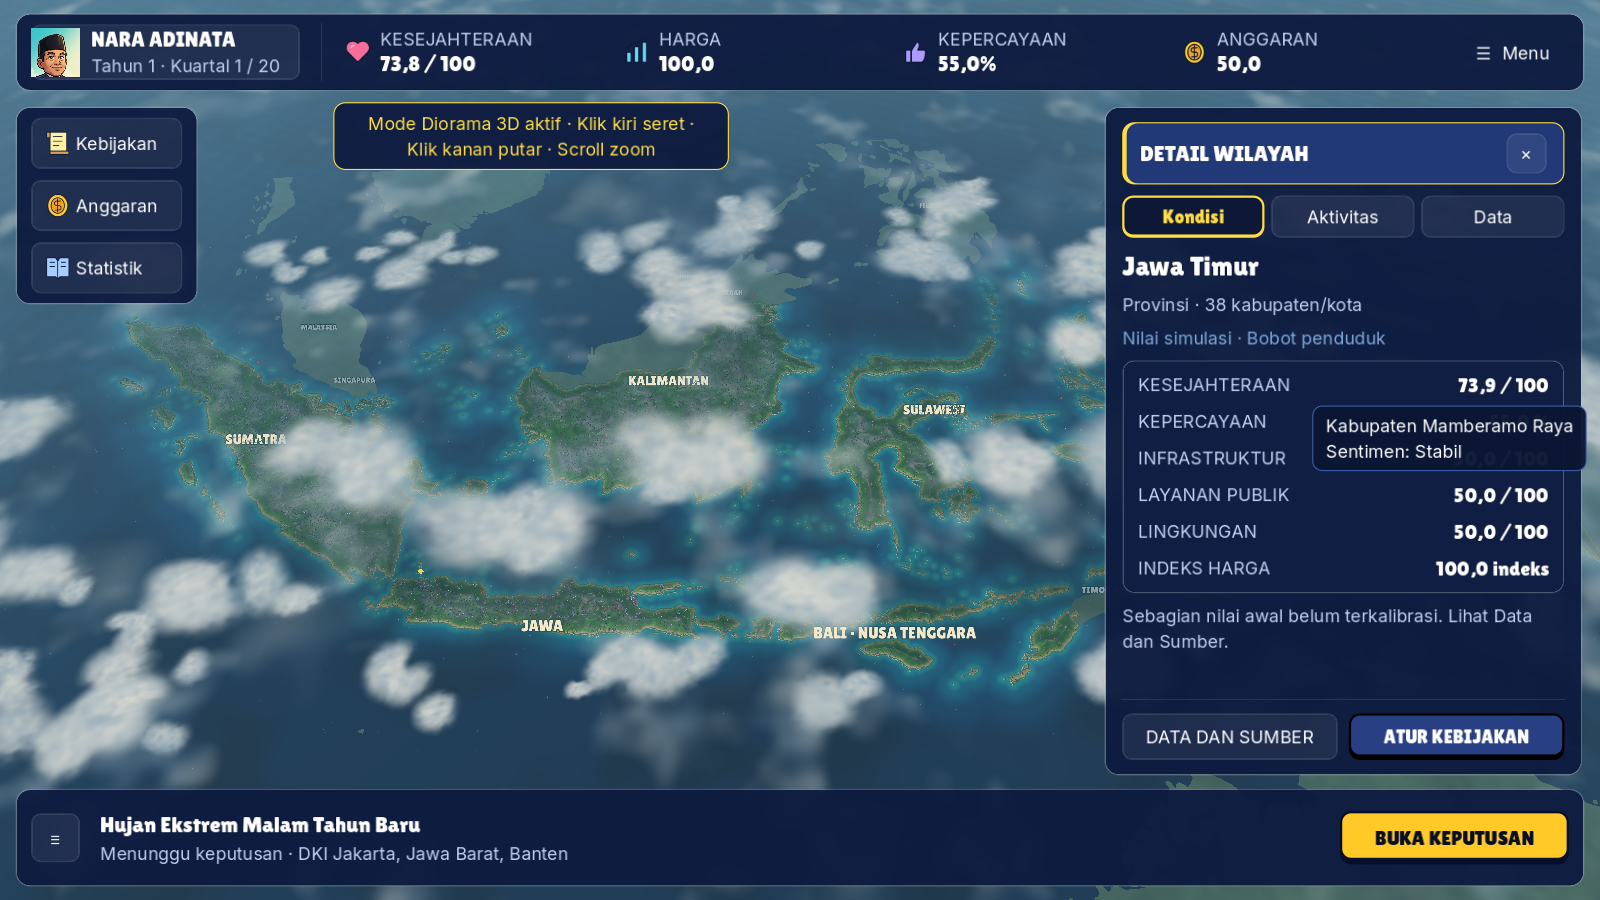 NARA ADINATA
Tahun 1 · Kuartal 1 / 20
KESEJAHTERAAN
73,8 / 100
HARGA
100,0
KEPERCAYAAN
55,0%
ANGGARAN
50,0
☰ Menu
Kebijakan
Anggaran
Statistik
Mode Diorama 3D aktif · Klik kiri seret ·
Klik kanan putar · Scroll zoom
MALAYSIA
SINGAPURA
KALIMANTAN
SULAWESI
SUMATRA
JAWA
BALI · NUSA TENGGARA
DETAIL WILAYAH
×
Kondisi
Aktivitas
Data
Jawa Timur
Provinsi · 38 kabupaten/kota
Nilai simulasi · Bobot penduduk
KESEJAHTERAAN 73,9 / 100
KEPERCAYAAN
Kabupaten Mamberamo Raya
Sentimen: Stabil
INFRASTRUKTUR
LAYANAN PUBLIK 50,0 / 100
LINGKUNGAN 50,0 / 100
INDEKS HARGA 100,0 indeks
Sebagian nilai awal belum terkalibrasi. Lihat Data
dan Sumber.
DATA DAN SUMBER
ATUR KEBIJAKAN
Hujan Ekstrem Malam Tahun Baru
Menunggu keputusan · DKI Jakarta, Jawa Barat, Banten
BUKA KEPUTUSAN